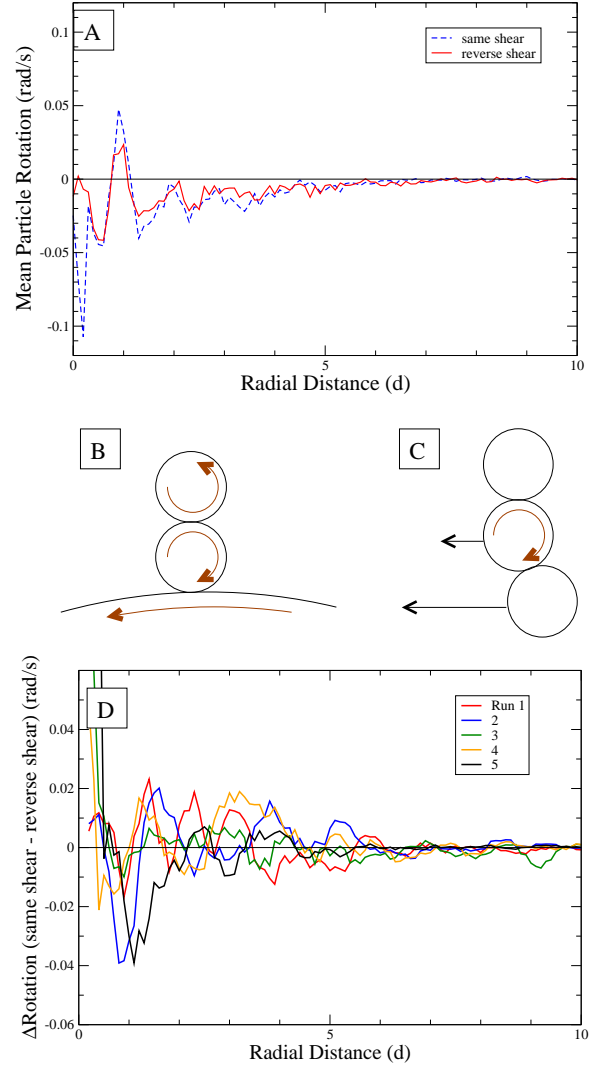 A
same shear
reverse shear
Mean Particle Rotation (rad/s)
0.1
0.05
0
-0.05
-0.1
0
5
10
Radial Distance (d)
B
C
D
Run 1
2
3
4
5
ΔRotation (same shear - reverse shear) (rad/s)
0.04
0.02
0
-0.02
-0.04
-0.06
0
5
10
Radial Distance (d)